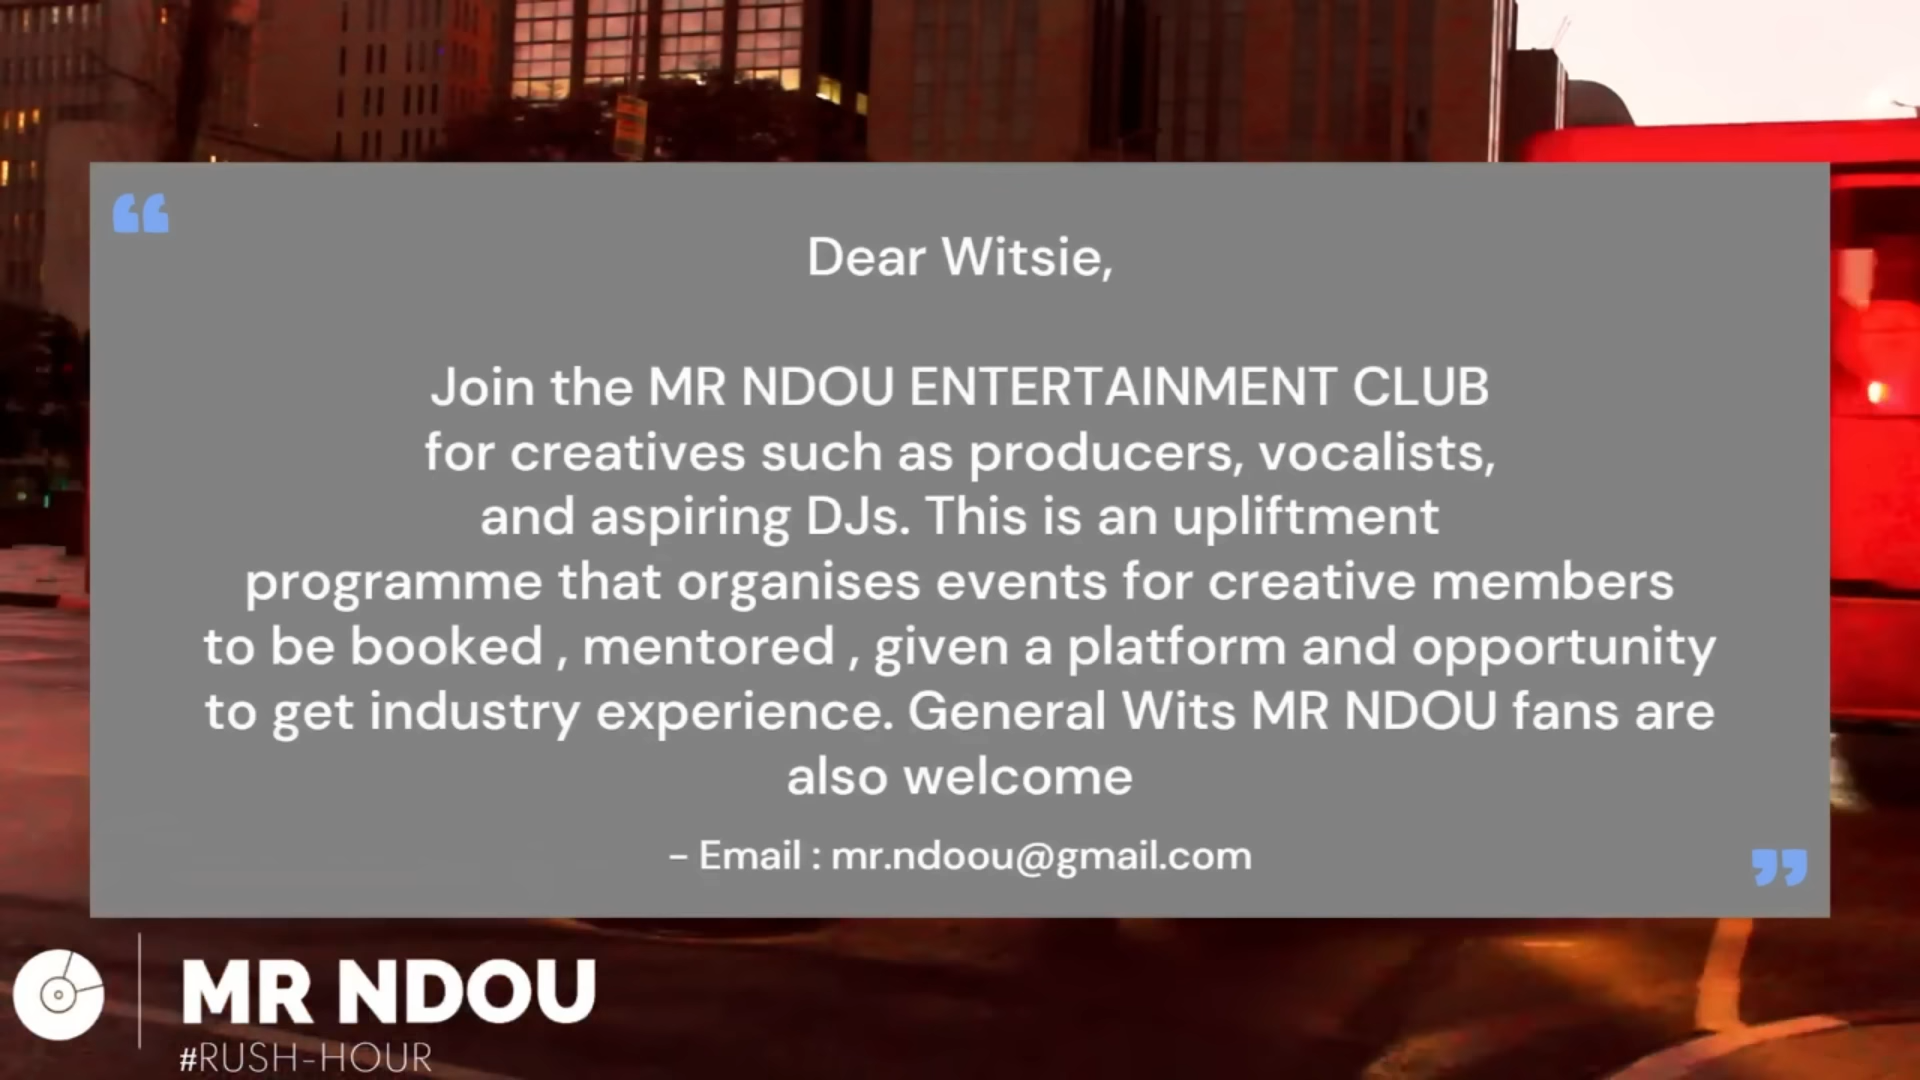 “
Dear Witsie,
Join the MR NDOU ENTERTAINMENT CLUB
for creatives such as producers, vocalists,
and aspiring DJs. This is an upliftment
programme that organises events for creative members
to be booked , mentored , given a platform and opportunity
to get industry experience. General Wits MR NDOU fans are
also welcome
– Email : mr.ndoou@gmail.com
”
MR NDOU
#RUSH-HOUR